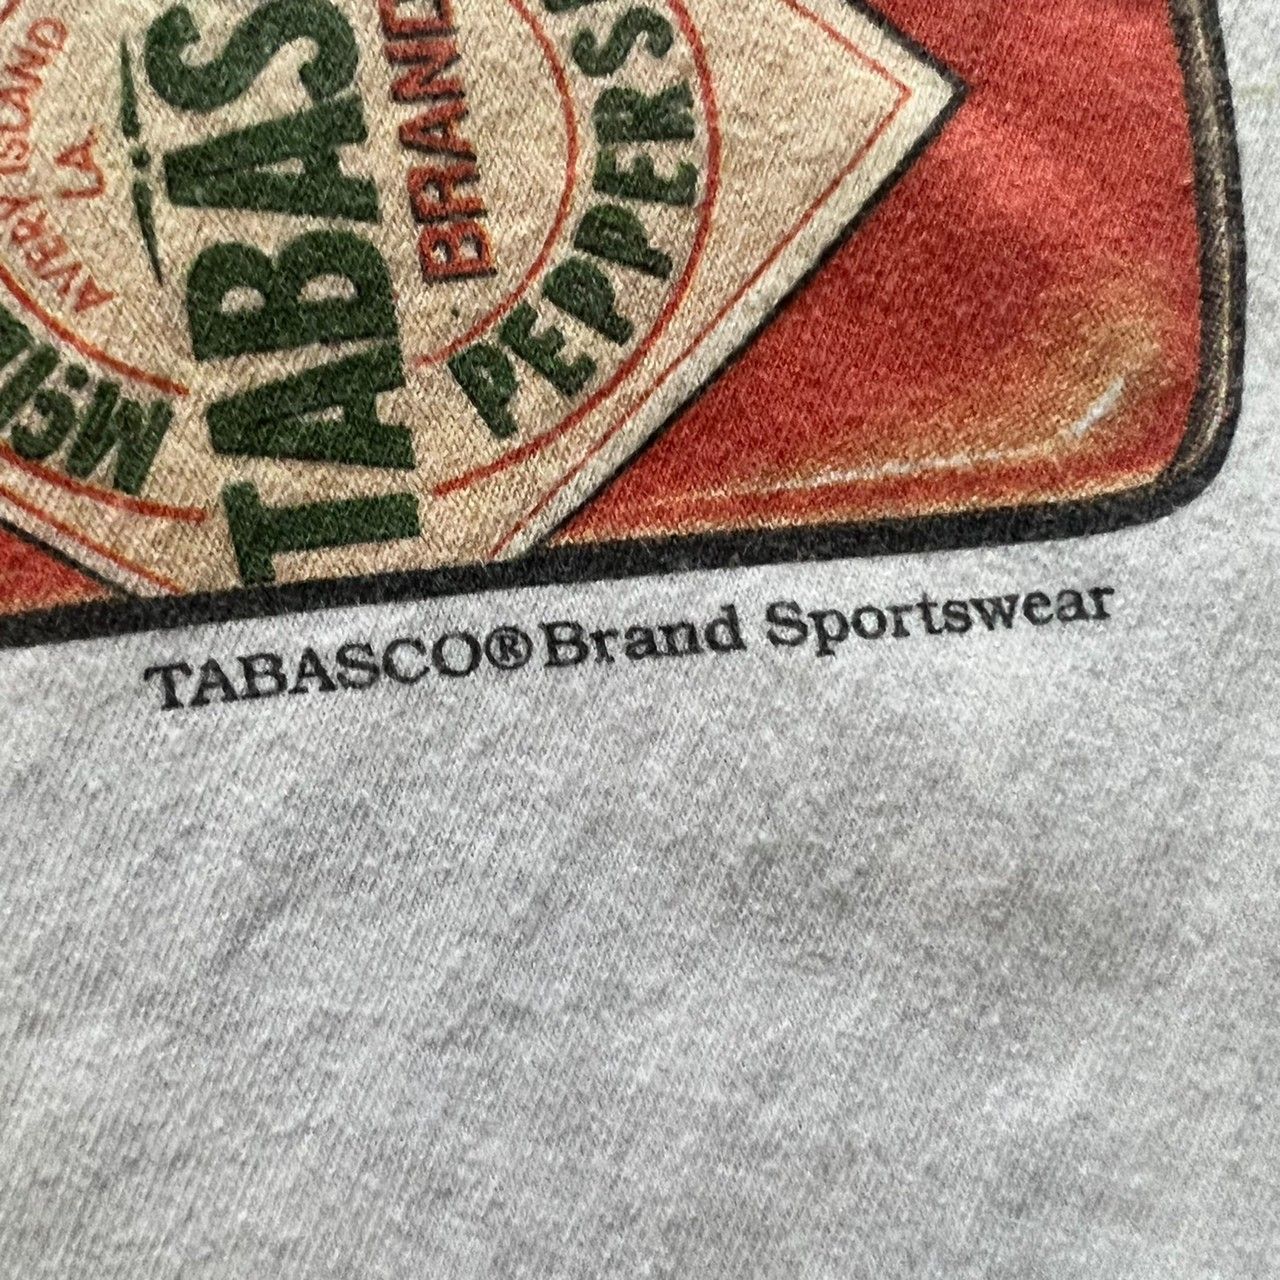 AVERY ISLAND
LA
TABAS
BRAND
PEPPER
TABASCO® Brand Sportswear